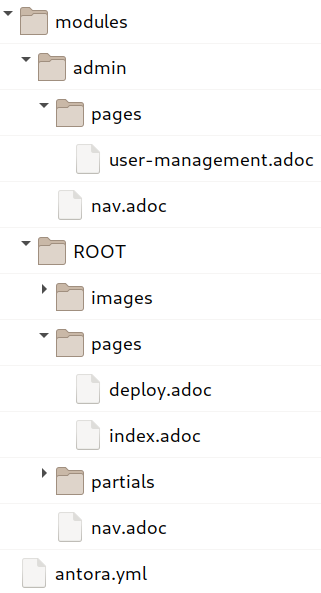 modules
admin
pages
user-management.adoc
nav.adoc
ROOT
images
pages
deploy.adoc
index.adoc
partials
nav.adoc
antora.yml